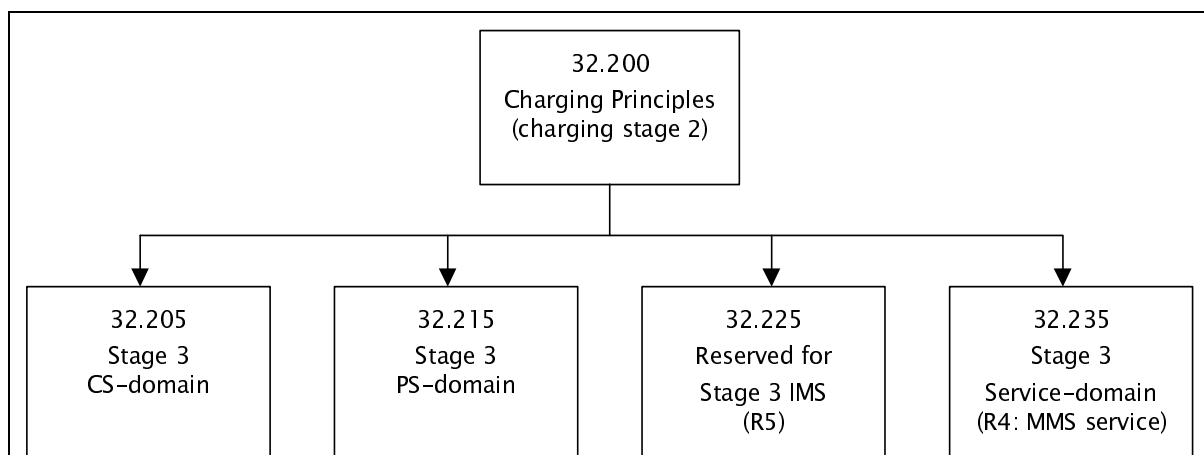 32.200
Charging Principles
(charging stage 2)
32.205
Stage 3
CS-domain
32.215
Stage 3
PS-domain
32.225
Reserved for
Stage 3 IMS
(R5)
32.235
Stage 3
Service-domain
(R4: MMS service)